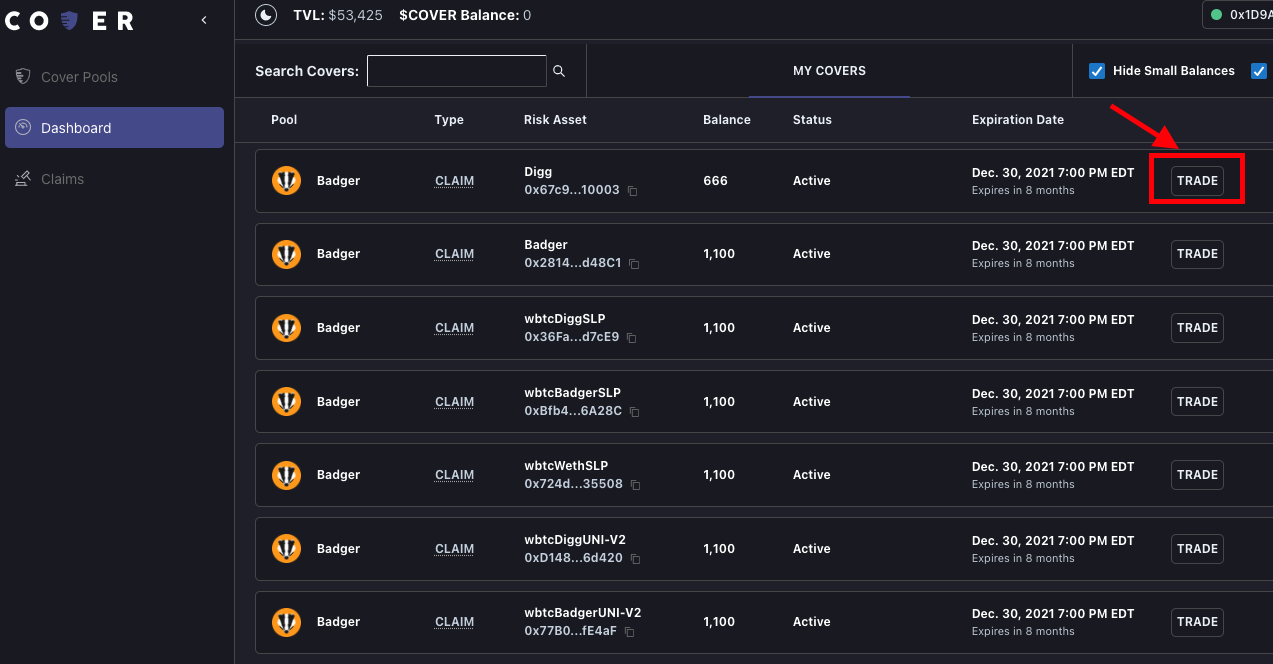 COVER
TVL: $53,425 $COVER Balance: 0
0x1D9A
Cover Pools
Dashboard
Claims
Search Covers:
MY COVERS
Hide Small Balances
Pool Type Risk Asset Balance Status Expiration Date
Badger CLAIM Digg 666 Active Dec. 30, 2021 7:00 PM EDT TRADE
0x67c9...10003 Expires in 8 months
Badger CLAIM Badger 1,100 Active Dec. 30, 2021 7:00 PM EDT TRADE
0x2814...d48C1 Expires in 8 months
Badger CLAIM wbtcDiggSLP 1,100 Active Dec. 30, 2021 7:00 PM EDT TRADE
0x36Fa...d7cE9 Expires in 8 months
Badger CLAIM wbtcBadgerSLP 1,100 Active Dec. 30, 2021 7:00 PM EDT TRADE
0xBfb4...6A28C Expires in 8 months
Badger CLAIM wbtcWethSLP 1,100 Active Dec. 30, 2021 7:00 PM EDT TRADE
0x724d...35508 Expires in 8 months
Badger CLAIM wbtcDiggUNI-V2 1,100 Active Dec. 30, 2021 7:00 PM EDT TRADE
0xD148...6d420 Expires in 8 months
Badger CLAIM wbtcBadgerUNI-V2 1,100 Active Dec. 30, 2021 7:00 PM EDT TRADE
0x77B0...fE4aF Expires in 8 months